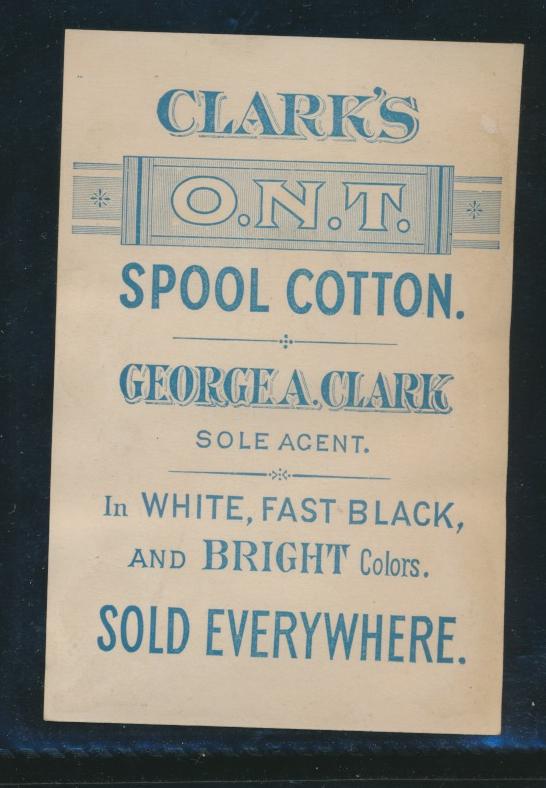 CLARK'S
O.N.T.
SPOOL COTTON.
GEORGE A. CLARK
SOLE AGENT.
In WHITE, FAST BLACK,
AND BRIGHT Colors.
SOLD EVERYWHERE.